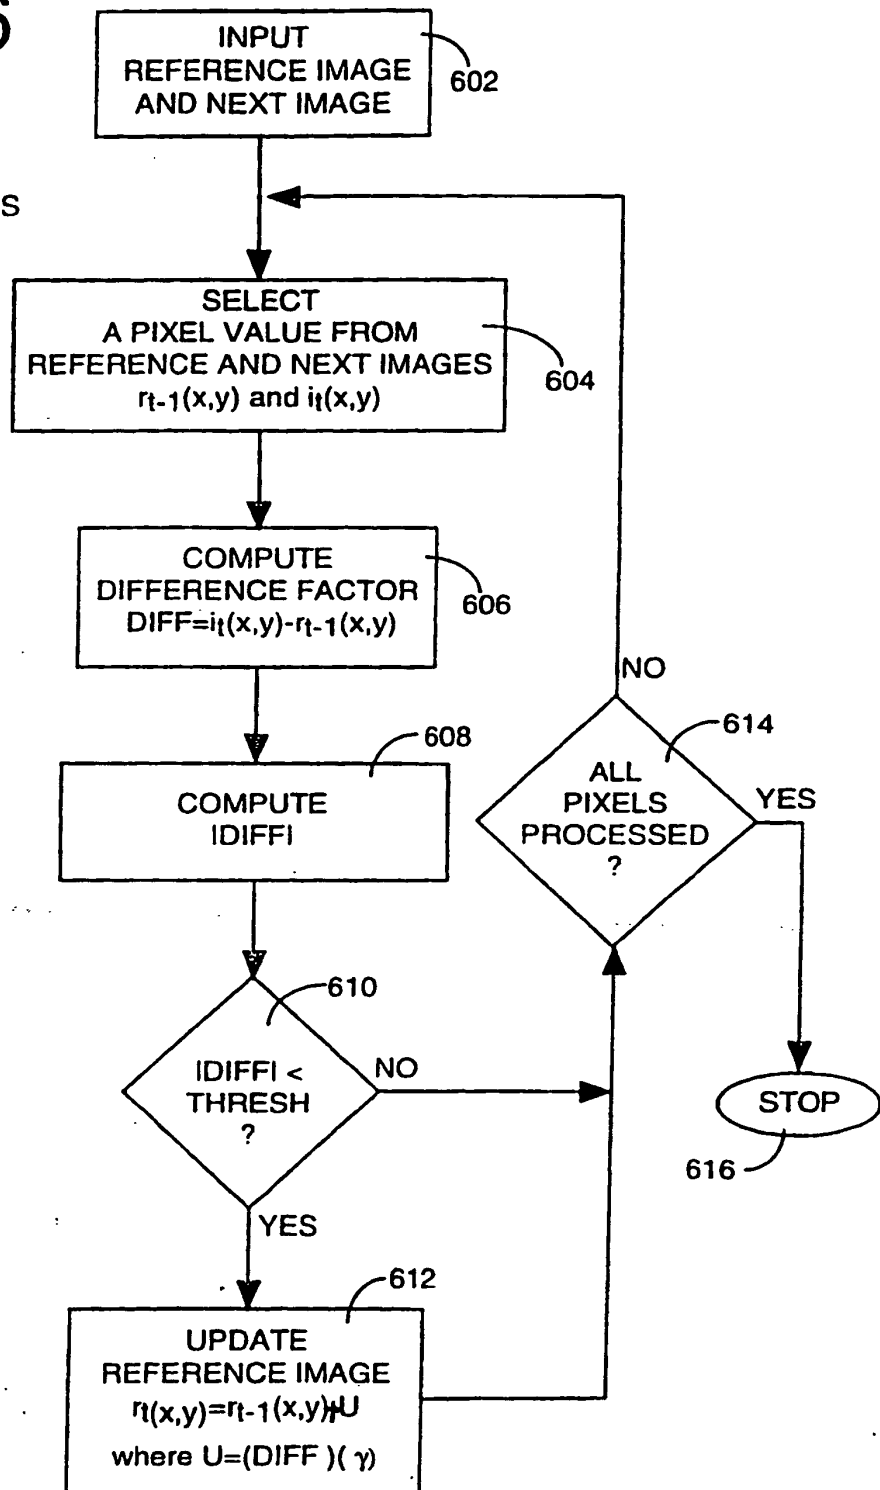 6
INPUT
REFERENCE IMAGE
AND NEXT IMAGE
602
S
SELECT
A PIXEL VALUE FROM
REFERENCE AND NEXT IMAGES
rt-1(x,y) and it(x,y)
604
COMPUTE
DIFFERENCE FACTOR
DIFF=it(x,y)-rt-1(x,y)
606
NO
608
614
COMPUTE
IDIFFI
ALL
PIXELS
PROCESSED
?
YES
610
IDIFFI <
THRESH
?
NO
STOP
616
YES
612
UPDATE
REFERENCE IMAGE
rt(x,y)=rt-1(x,y)+U
where U=(DIFF )( γ)